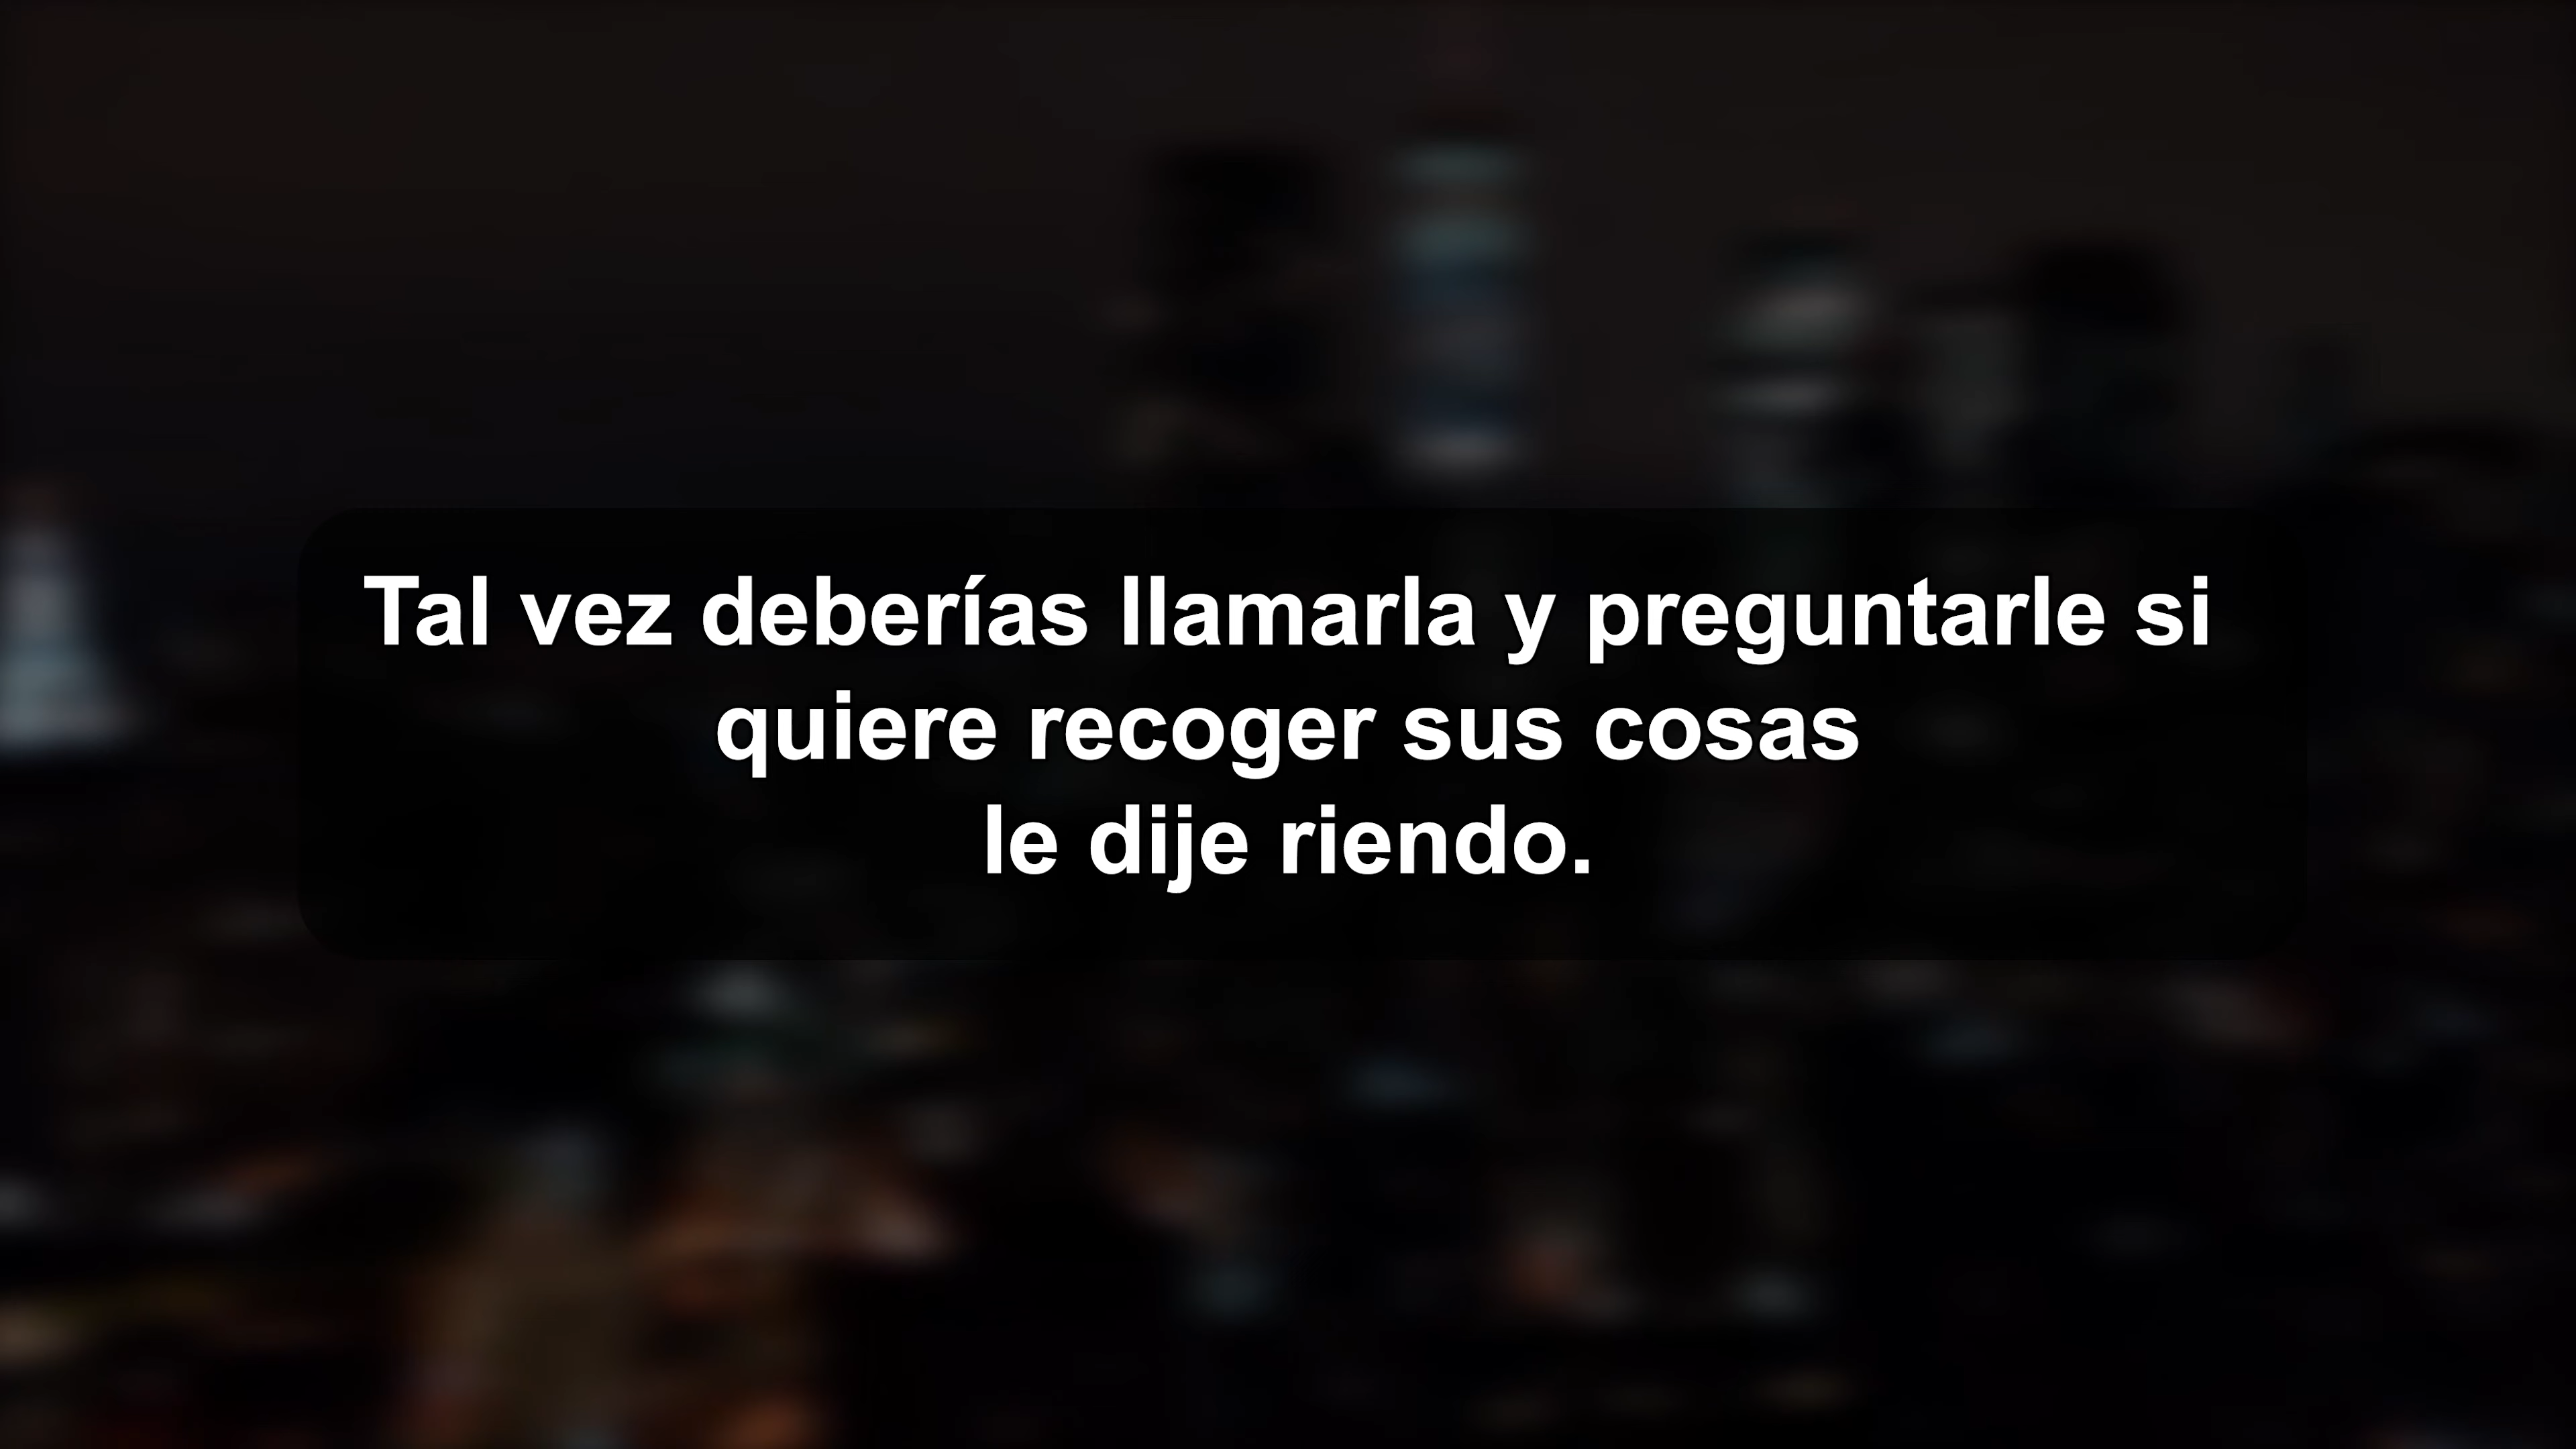 Tal vez deberías llamarla y preguntarle si
quiere recoger sus cosas
le dije riendo.